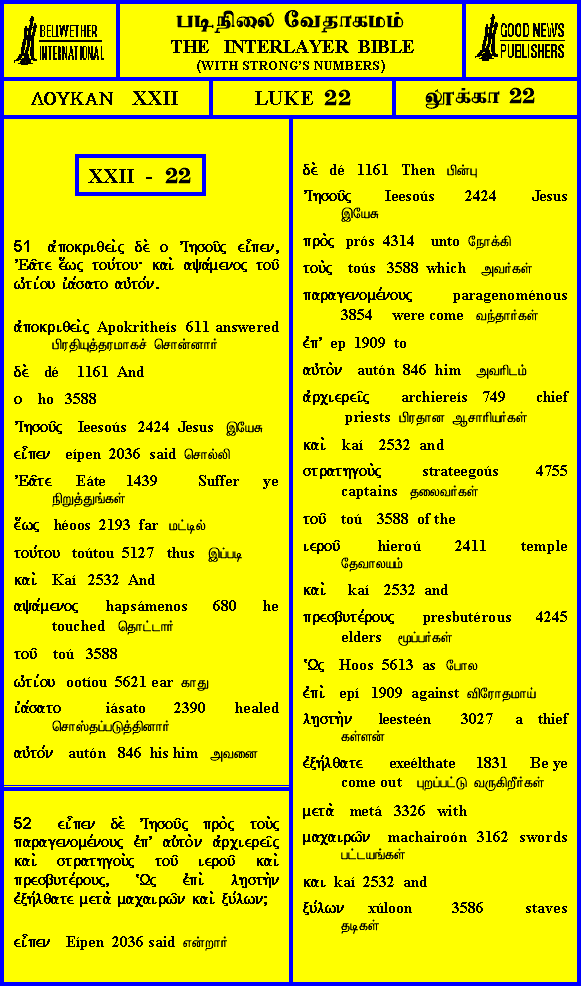 BELLWETHER
INTERNATIONAL
படிநிலை வேதாகமம்
THE INTERLAYER BIBLE
(WITH STRONG'S NUMBERS)
GOOD NEWS
PUBLISHERS
ΛΟΥΚΑΝ XXII
LUKE 22
லூக்கா 22
XXII - 22
51 ἀποκριθεὶς δὲ ο Ἰησοῦς εἶπεν,
Ἐᾶτε ἕως τούτου· καὶ αψάμενος τοῦ
ὠτίου ἰάσατο αὐτόν.
ἀποκριθεὶς Apokritheís 611 answered
பிரதியுத்தரமாகச் சொன்னார்
δὲ dé 1161 And
ο ho 3588
Ἰησοῦς Ieesoús 2424 Jesus இயேசு
εἶπεν eípen 2036 said சொல்லி
Ἐᾶτε Eáte 1439 Suffer ye
நிறுத்துங்கள்
ἕως héoos 2193 far மட்டில்
τούτου toútou 5127 thus இப்படி
καὶ Kaí 2532 And
αψάμενος hapsámenos 680 he
touched தொட்டார்
τοῦ toú 3588
ὠτίου ootíou 5621 ear காது
ἰάσατο iásato 2390 healed
சொஸ்தப்படுத்தினார்
αὐτόν autón 846 his him அவனை
52 εἶπεν δὲ Ἰησοῦς πρὸς τοὺς
παραγενομένους ἐπ’ αὐτὸν ἀρχιερεῖς
καὶ στρατηγοὺς τοῦ ιεροῦ καὶ
πρεσβυτέρους, Ὡς ἐπὶ λῃστὴν
ἐξήλθατε μετὰ μαχαιρῶν καὶ ξύλων;
εἶπεν Eípen 2036 said என்றார்
δὲ dé 1161 Then பின்பு
Ἰησοῦς Ieesoús 2424 Jesus
இயேசு
πρὸς prós 4314 unto நோக்கி
τοὺς toús 3588 which அவர்கள்
παραγενομένους paragenoménous
3854 were come வந்தார்கள்
ἐπ’ ep 1909 to
αὐτὸν autón 846 him அவரிடம்
ἀρχιερεῖς archiereís 749 chief
priests பிரதான ஆசாரியர்கள்
καὶ kaí 2532 and
στρατηγοὺς strateegoús 4755
captains தலைவர்கள்
τοῦ toú 3588 of the
ιεροῦ hieroú 2411 temple
தேவாலயம்
καὶ kaí 2532 and
πρεσβυτέρους presbutérous 4245
elders மூப்பர்கள்
Ὡς Hoos 5613 as போல
ἐπὶ epí 1909 against விரோதமாய்
λῃστὴν leesteén 3027 a thief
கள்ளன்
ἐξήλθατε exeélthate 1831 Be ye
come out புறப்பட்டு வருகிறீர்கள்
μετὰ metá 3326 with
μαχαιρῶν machairoón 3162 swords
பட்டயங்கள்
και kaí 2532 and
ξύλων xúloon 3586 staves
தடிகள்